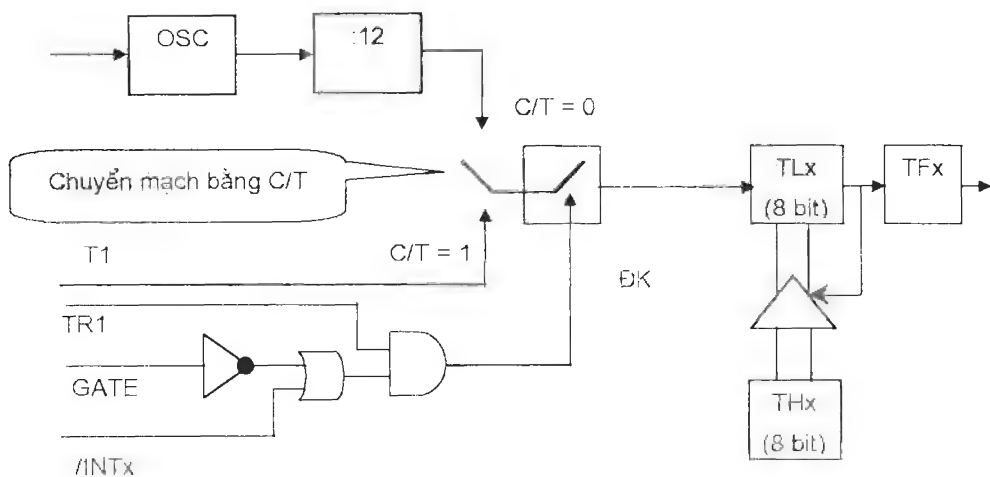 OSC
:12
C/T = 0
Chuyển mạch bằng C/T
TLx
(8 bit)
TFx
T1
C/T = 1
ĐK
TR1
GATE
THx
(8 bit)
/INTx